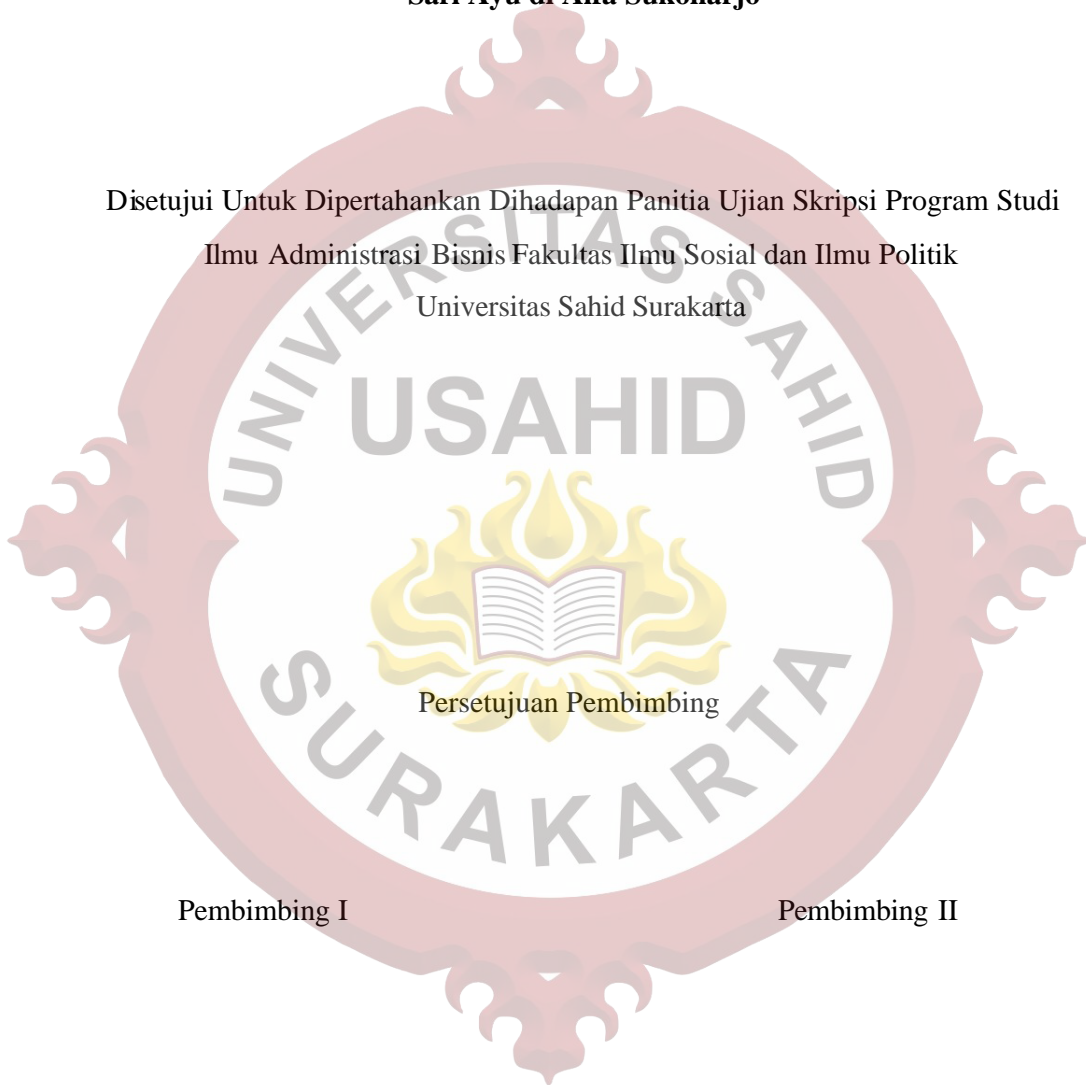 Sari Ayu di Alfa Sukoharjo
Disetujui Untuk Dipertahankan Dihadapan Panitia Ujian Skripsi Program Studi
Ilmu Administrasi Bisnis Fakultas Ilmu Sosial dan Ilmu Politik
Universitas Sahid Surakarta
UNIVERSITAS SAHID
USAHID
Persetujuan Pembimbing
SURAKARTA
Pembimbing I Pembimbing II